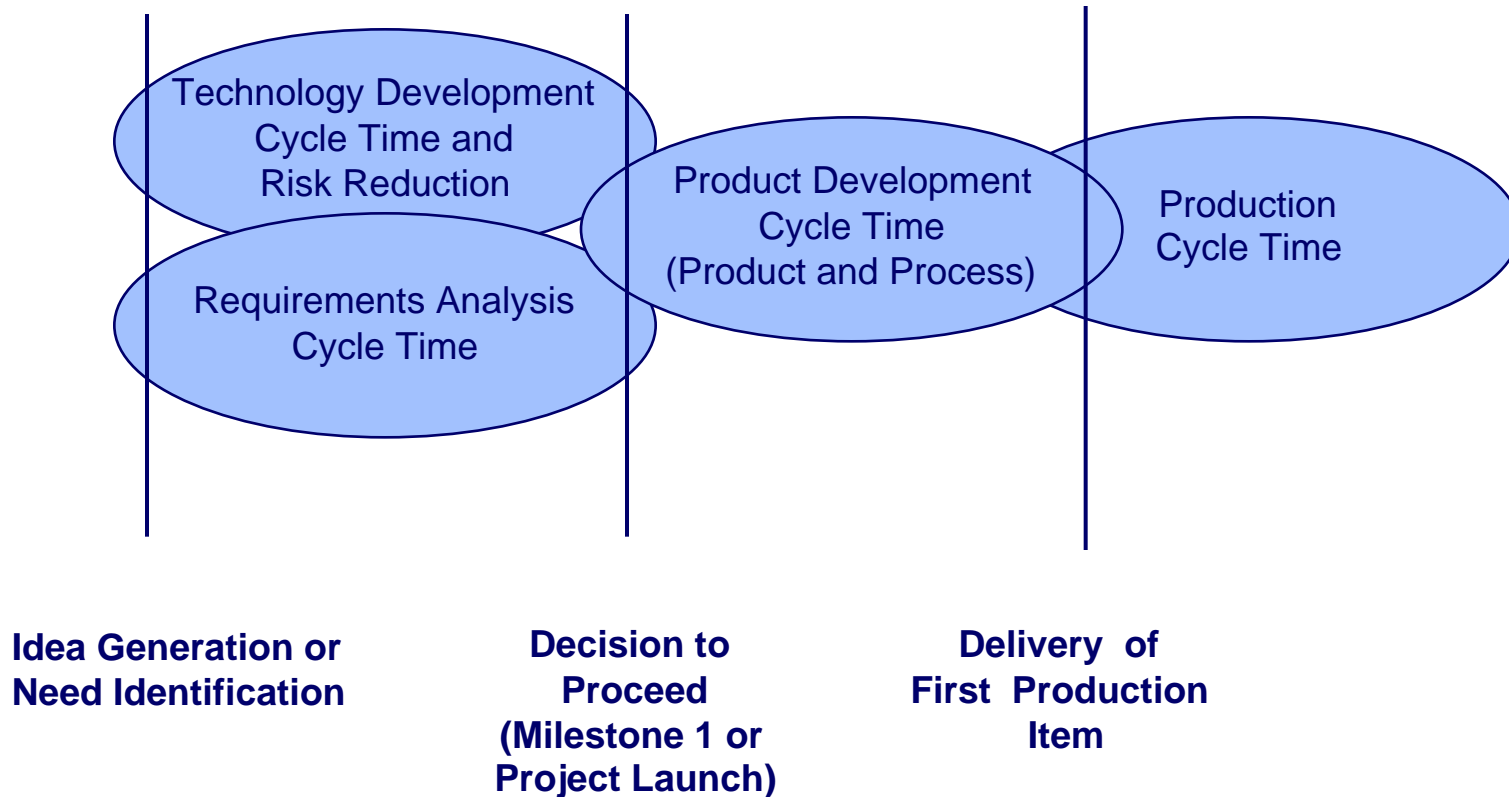 Technology Development
Cycle Time and
Risk Reduction
Requirements Analysis
Cycle Time
Product Development
Cycle Time
(Product and Process)
Production
Cycle Time
Idea Generation or
Need Identification
Decision to
Proceed
(Milestone 1 or
Project Launch)
Delivery of
First Production
Item